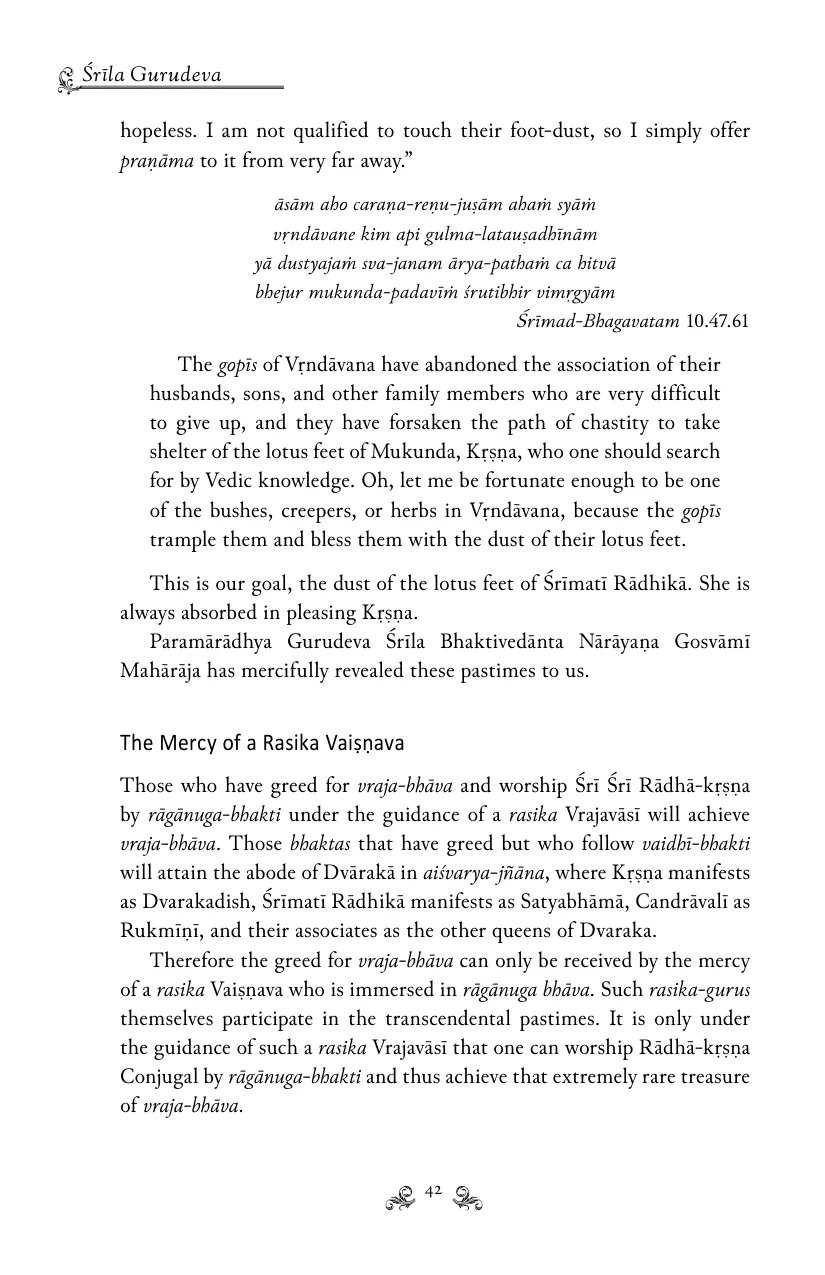 Śrīla Gurudeva
hopeless. I am not qualified to touch their foot-dust, so I simply offer
praṇāma to it from very far away.”
āsām aho caraṇa-reṇu-juṣām ahaṁ syāṁ
vṛndāvane kim api gulma-latauṣadhīnām
yā dustyajaṁ sva-janam ārya-pathaṁ ca hitvā
bhejur mukunda-padavīṁ śrutibhir vimṛgyām
Śrīmad-Bhagavatam 10.47.61
The gopīs of Vṛndāvana have abandoned the association of their
husbands, sons, and other family members who are very difficult
to give up, and they have forsaken the path of chastity to take
shelter of the lotus feet of Mukunda, Kṛṣṇa, who one should search
for by Vedic knowledge. Oh, let me be fortunate enough to be one
of the bushes, creepers, or herbs in Vṛndāvana, because the gopīs
trample them and bless them with the dust of their lotus feet.
This is our goal, the dust of the lotus feet of Śrīmatī Rādhikā. She is
always absorbed in pleasing Kṛṣṇa.
Paramārādhya Gurudeva Śrīla Bhaktivedānta Nārāyaṇa Gosvāmī
Mahārāja has mercifully revealed these pastimes to us.
The Mercy of a Rasika Vaiṣṇava
Those who have greed for vraja-bhāva and worship Śrī Śrī Rādhā-kṛṣṇa
by rāgānuga-bhakti under the guidance of a rasika Vrajavāsī will achieve
vraja-bhāva. Those bhaktas that have greed but who follow vaidhī-bhakti
will attain the abode of Dvārakā in aiśvarya-jñāna, where Kṛṣṇa manifests
as Dvarakadish, Śrīmatī Rādhikā manifests as Satyabhāmā, Candrāvalī as
Rukmīṇī, and their associates as the other queens of Dvaraka.
Therefore the greed for vraja-bhāva can only be received by the mercy
of a rasika Vaiṣṇava who is immersed in rāgānuga bhāva. Such rasika-gurus
themselves participate in the transcendental pastimes. It is only under
the guidance of such a rasika Vrajavāsī that one can worship Rādhā-kṛṣṇa
Conjugal by rāgānuga-bhakti and thus achieve that extremely rare treasure
of vraja-bhāva.
42